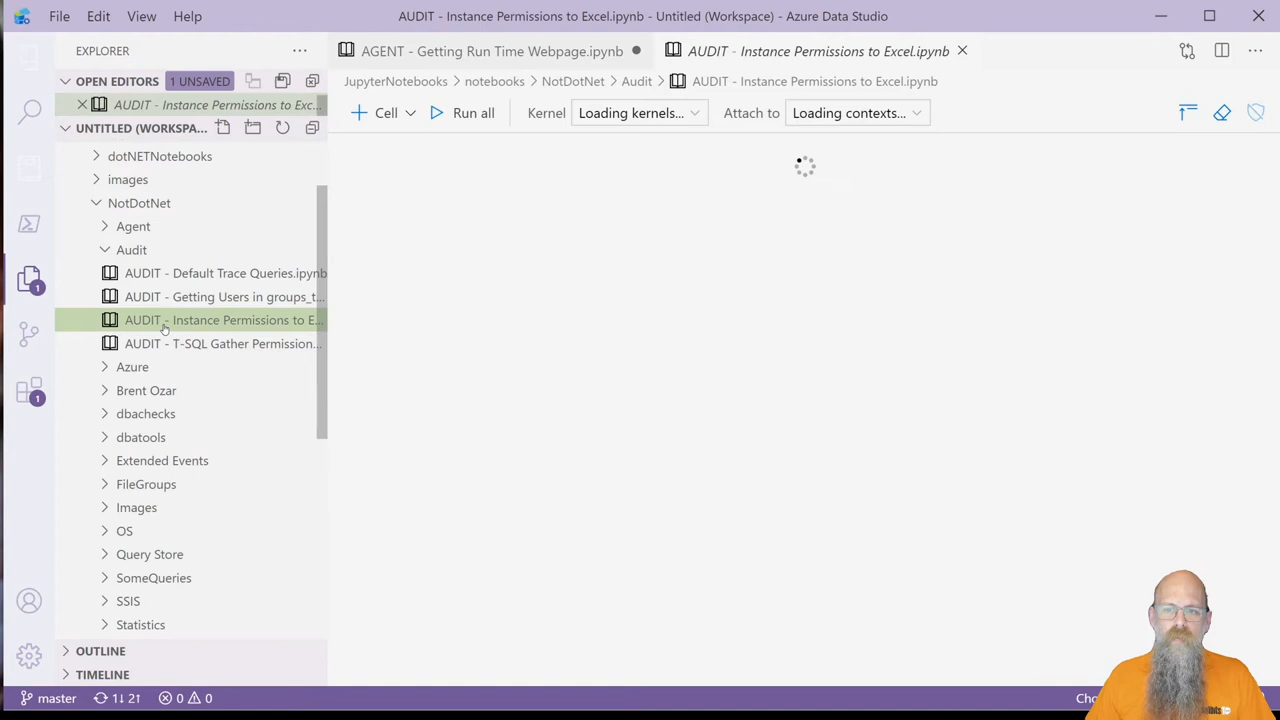 File Edit View Help
AUDIT - Instance Permissions to Excel.ipynb - Untitled (Workspace) - Azure Data Studio
EXPLORER
AGENT - Getting Run Time Webpage.ipynb
AUDIT - Instance Permissions to Excel.ipynb
OPEN EDITORS 1 UNSAVED
JupyterNotebooks > notebooks > NotDotNet > Audit > AUDIT - Instance Permissions to Excel.ipynb
AUDIT - Instance Permissions to Exc...
Cell Run all Kernel Loading kernels... Attach to Loading contexts...
UNTITLED (WORKSPA...
dotNETNotebooks
images
NotDotNet
Agent
Audit
AUDIT - Default Trace Queries.ipynb
AUDIT - Getting Users in groups_t...
AUDIT - Instance Permissions to E...
AUDIT - T-SQL Gather Permission...
Azure
Brent Ozar
dbachecks
dbatools
Extended Events
FileGroups
Images
OS
Query Store
SomeQueries
SSIS
Statistics
OUTLINE
TIMELINE
1
1
master 1↓ 2↑ 0 0